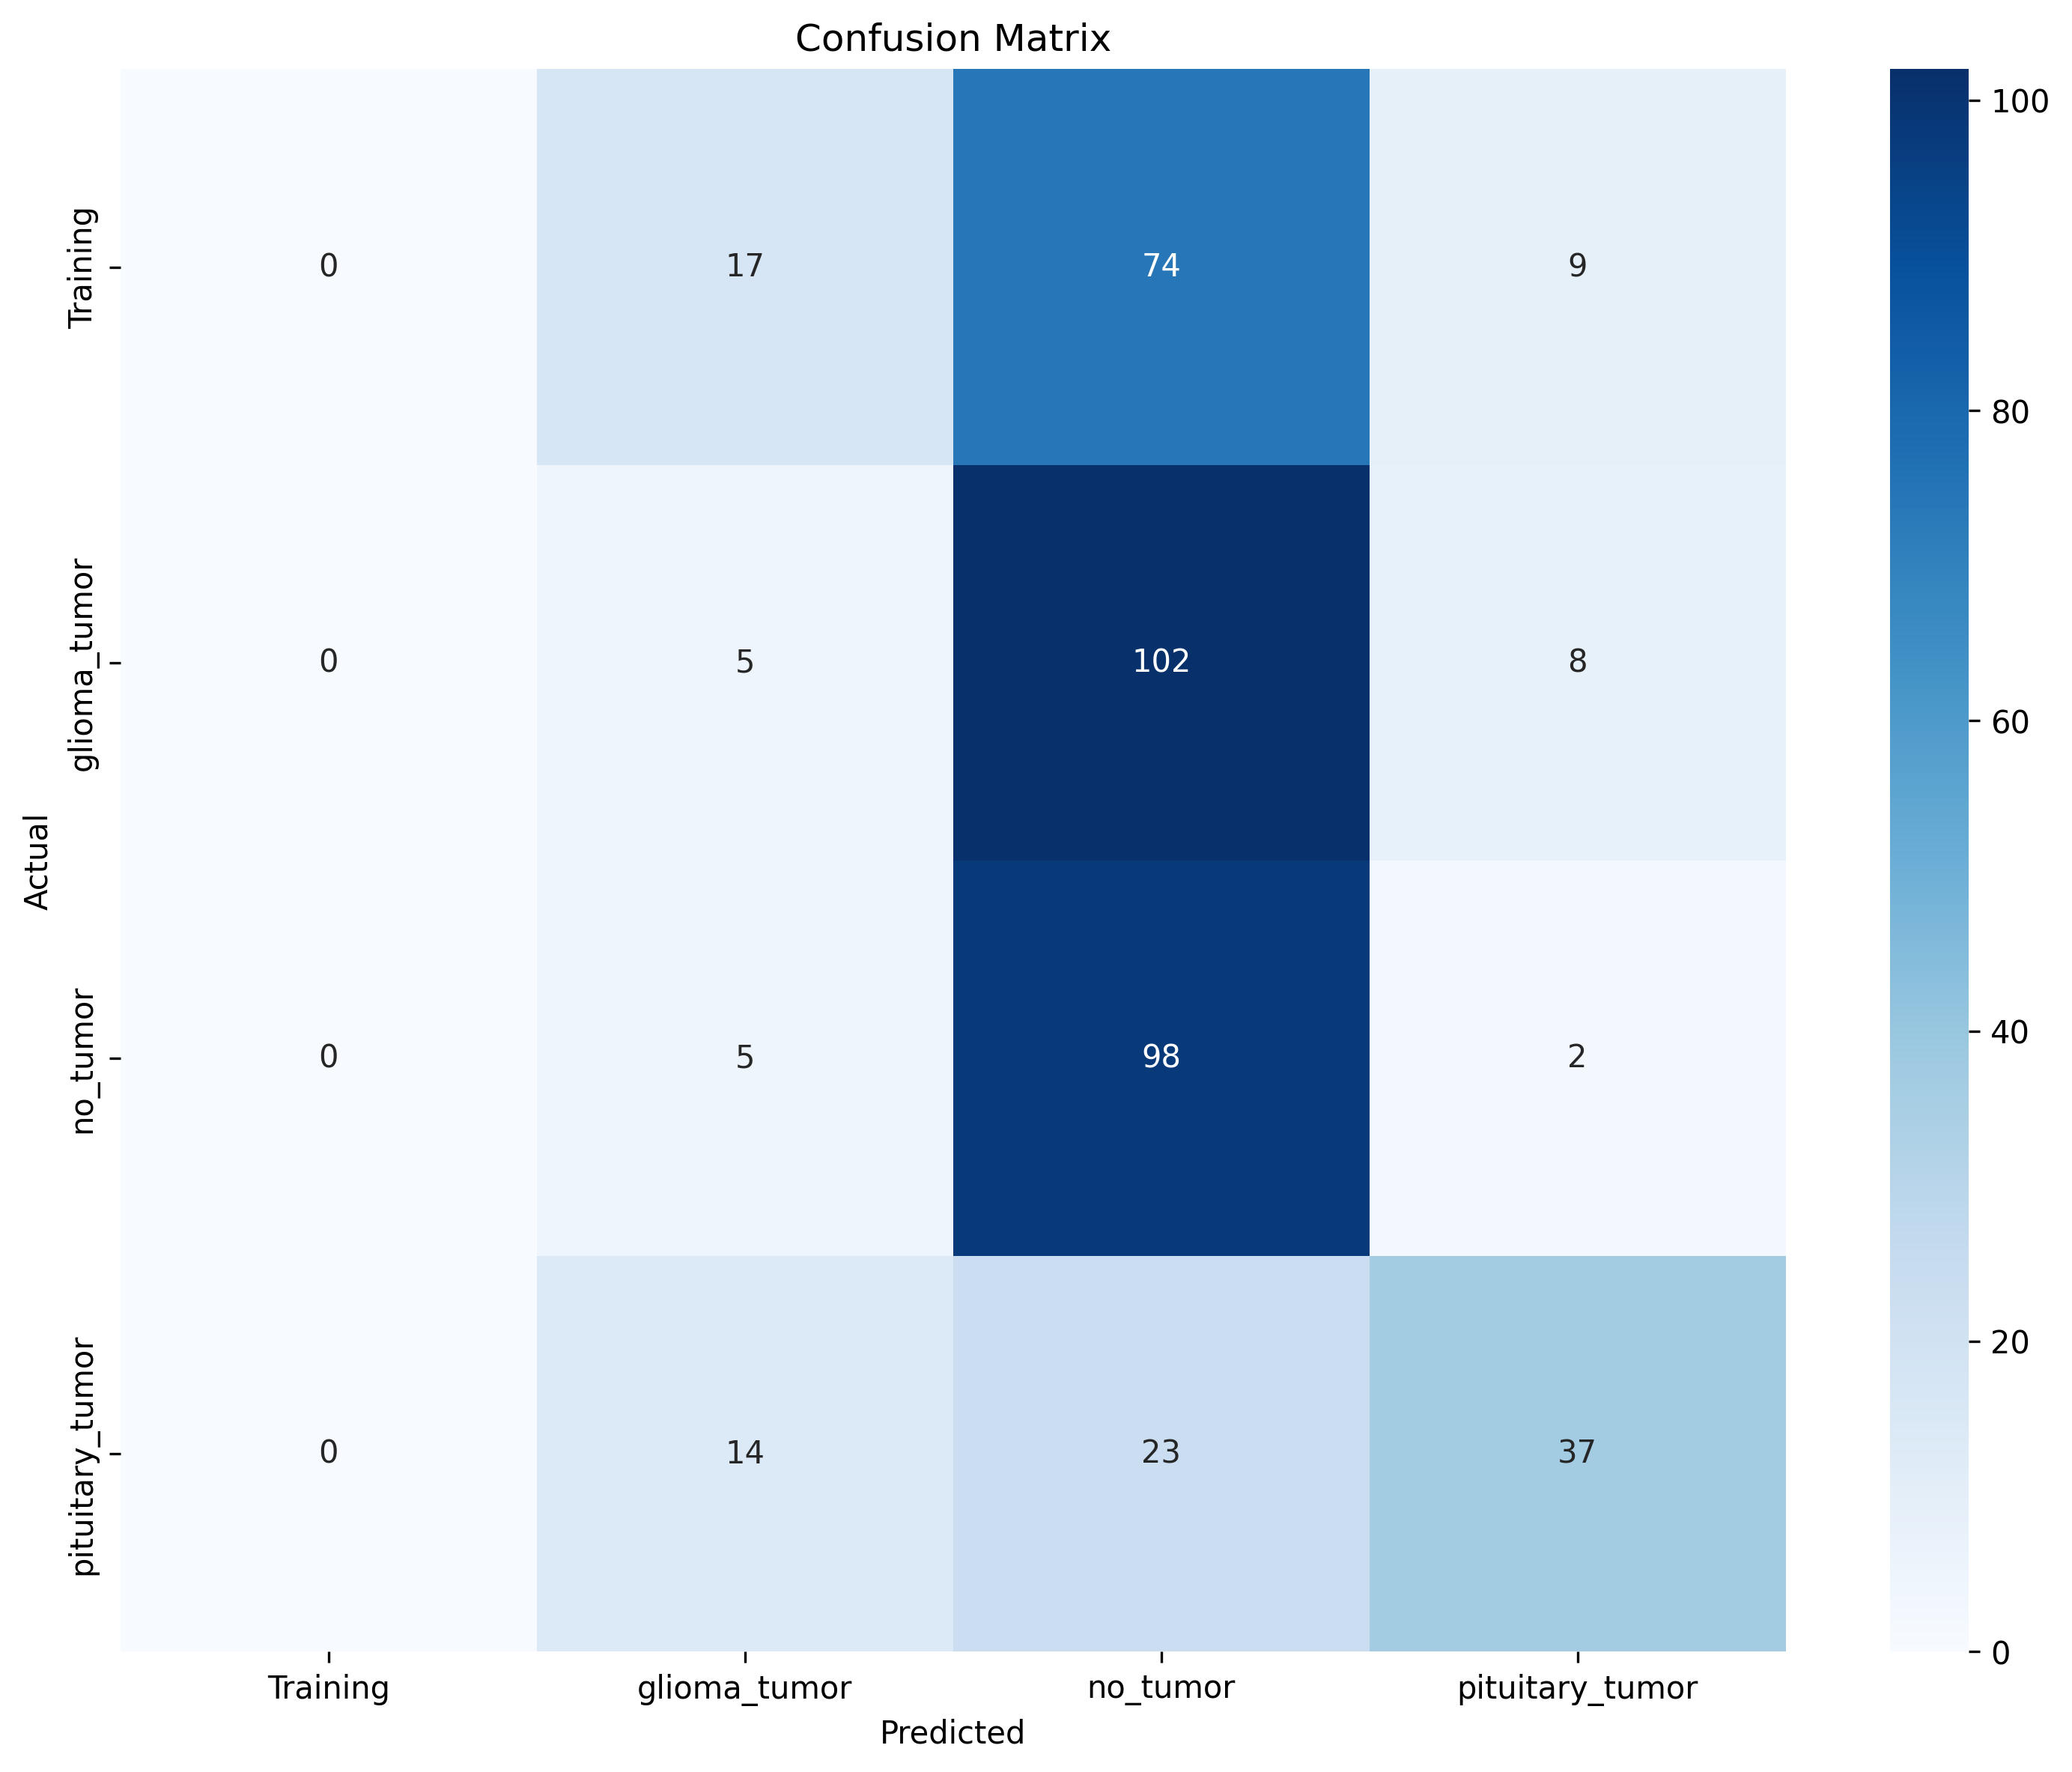 Confusion Matrix
Training
0
17
74
9
glioma_tumor
0
5
102
8
no_tumor
0
5
98
2
pituitary_tumor
0
14
23
37
Actual
Training
glioma_tumor
no_tumor
pituitary_tumor
Predicted
100
80
60
40
20
0